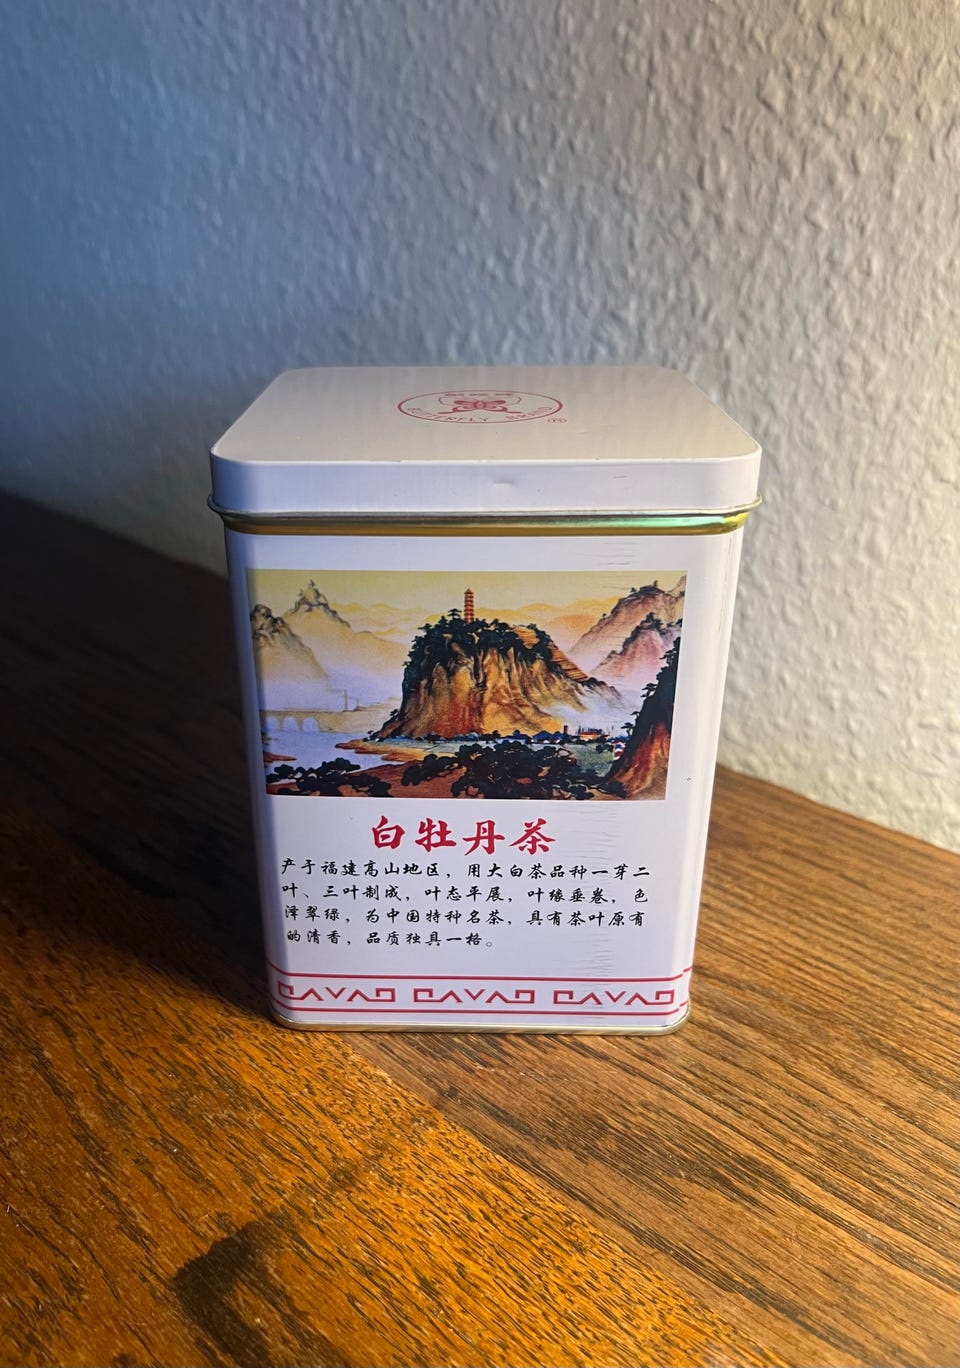 BUTTERFLY BRAND
®
白牡丹茶
产于福建高山地区，用大白茶品种一芽二
叶、三叶制成，叶态平展，叶缘垂卷，色
泽翠绿，为中国特种名茶，具有茶叶原有
的清香，品质独具一格。